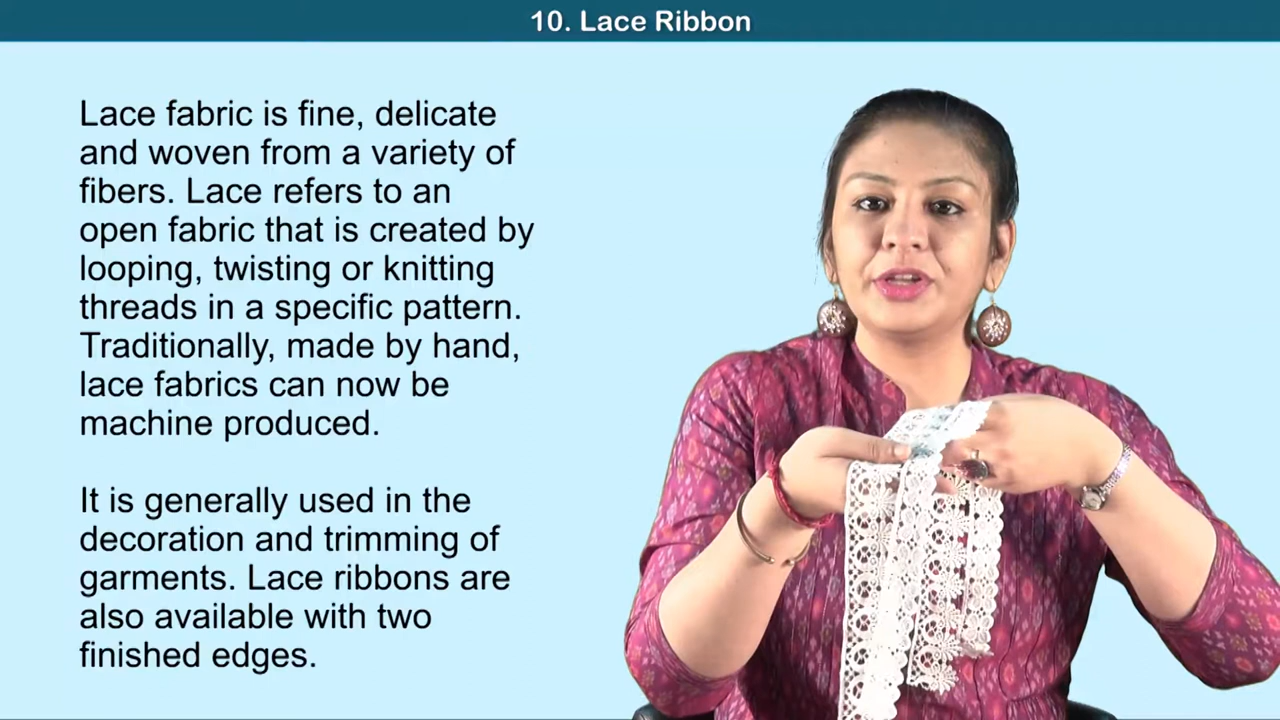 10. Lace Ribbon
Lace fabric is fine, delicate
and woven from a variety of
fibers. Lace refers to an
open fabric that is created by
looping, twisting or knitting
threads in a specific pattern.
Traditionally, made by hand,
lace fabrics can now be
machine produced.
It is generally used in the
decoration and trimming of
garments. Lace ribbons are
also available with two
finished edges.